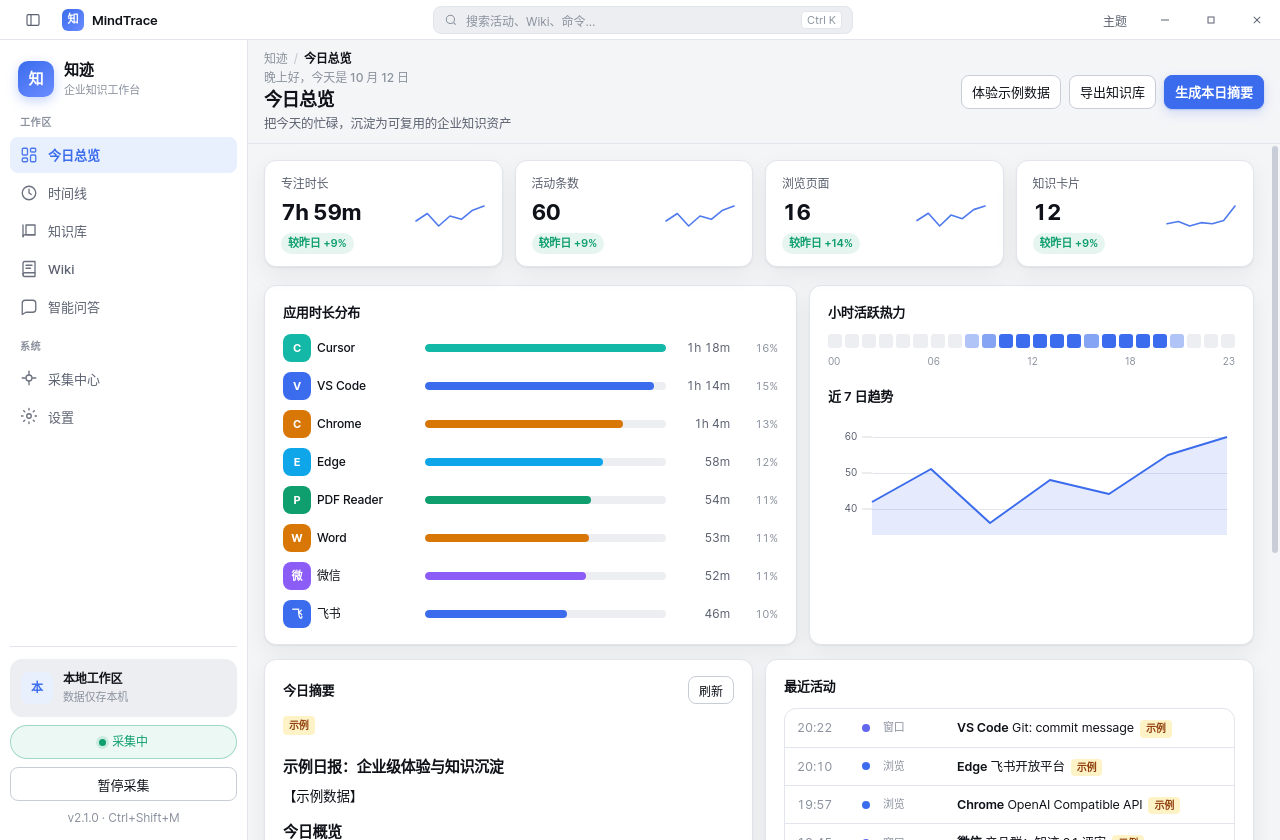 知 MindTrace
搜索活动、Wiki、命令... Ctrl K
主题
知 知迹
企业知识工作台
工作区
今日总览
时间线
知识库
Wiki
智能问答
系统
采集中心
设置
本 本地工作区
数据仅存本机
采集中
暂停采集
v2.1.0 · Ctrl+Shift+M
知迹 / 今日总览
晚上好，今天是 10 月 12 日
今日总览
把今天的忙碌，沉淀为可复用的企业知识资产
体验示例数据 导出知识库 生成本日摘要
专注时长
7h 59m
较昨日 +9%
活动条数
60
较昨日 +9%
浏览页面
16
较昨日 +14%
知识卡片
12
较昨日 +9%
应用时长分布
C Cursor 1h 18m 16%
V VS Code 1h 14m 15%
C Chrome 1h 4m 13%
E Edge 58m 12%
P PDF Reader 54m 11%
W Word 53m 11%
微 微信 52m 11%
飞 飞书 46m 10%
小时活跃热力
00 06 12 18 23
近 7 日趋势
60
50
40
今日摘要 刷新
示例
示例日报：企业级体验与知识沉淀
【示例数据】
今日概览
最近活动
20:22 窗口 VS Code Git: commit message 示例
20:10 浏览 Edge 飞书开放平台 示例
19:57 浏览 Chrome OpenAI Compatible API 示例